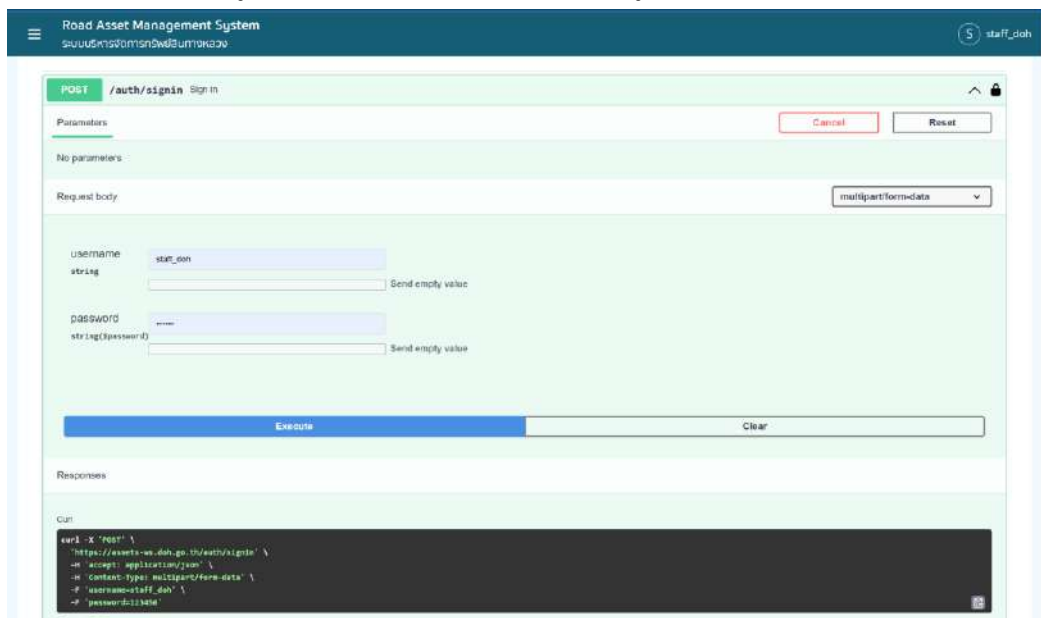 Road Asset Management System
ระบบบริหารจัดการทรัพย์สินทางหลวง
S staff_doh
POST /auth/signin Sign In
Parameters
Cancel
Reset
No parameters
Request body
multipart/form-data
username
string
staff_doh
Send empty value
password
string($password)
••••••
Send empty value
Execute
Clear
Responses
Curl
curl -X 'POST' \
'https://assets-ws.doh.go.th/auth/signin' \
-H 'accept: application/json' \
-H 'Content-Type: multipart/form-data' \
-F 'username=staff_doh' \
-F 'password=123456'